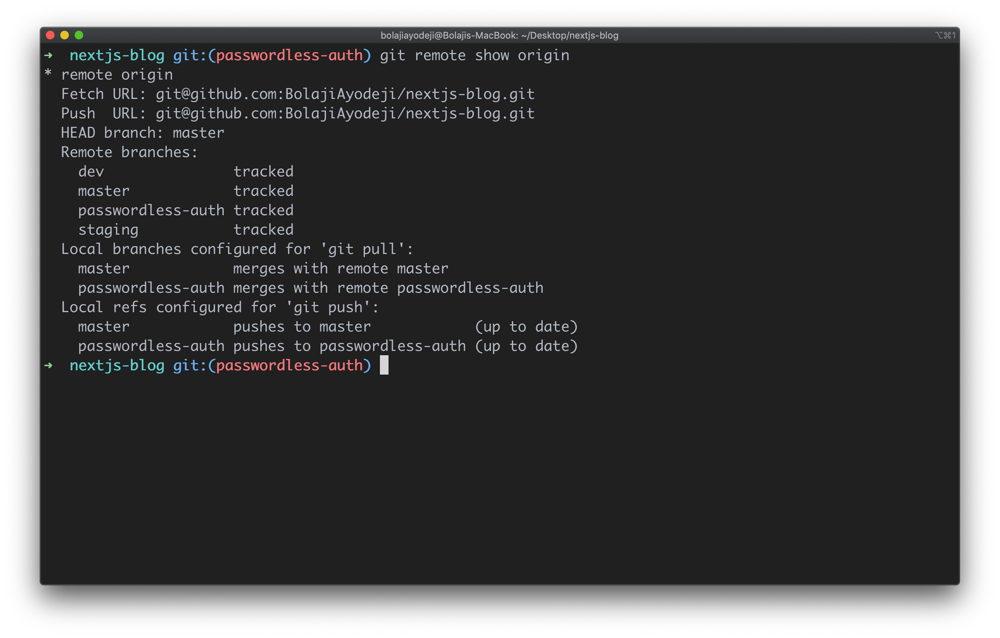 bolajiayodeji@Bolajis-MacBook: ~/Desktop/nextjs-blog ⌥⌘1
➜  nextjs-blog git:(passwordless-auth) git remote show origin
* remote origin
  Fetch URL: git@github.com:BolajiAyodeji/nextjs-blog.git
  Push  URL: git@github.com:BolajiAyodeji/nextjs-blog.git
  HEAD branch: master
  Remote branches:
    dev               tracked
    master            tracked
    passwordless-auth tracked
    staging           tracked
  Local branches configured for 'git pull':
    master            merges with remote master
    passwordless-auth merges with remote passwordless-auth
  Local refs configured for 'git push':
    master            pushes to master            (up to date)
    passwordless-auth pushes to passwordless-auth (up to date)
➜  nextjs-blog git:(passwordless-auth)